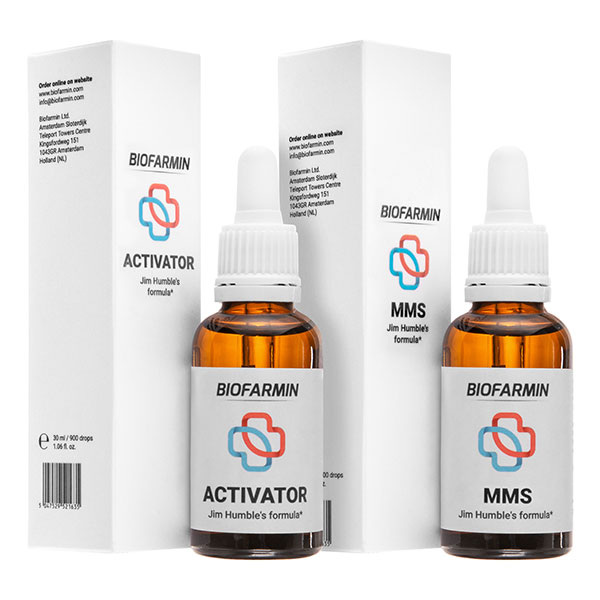 Order online on website
www.biofarmin.com
info@biofarmin.com
Biofarmin Ltd.
Amsterdam Sloterdijk
Teleport Towers Centre
Kingsfordweg 151
1043GR Amsterdam
Holland (NL)
BIOFARMIN
ACTIVATOR
Jim Humble's
formula*
e 30 ml / 900 drops
1.06 fl. oz.
5 047529 521635
BIOFARMIN
ACTIVATOR
Jim Humble's formula*
Order online on website
www.biofarmin.com
info@biofarmin.com
Biofarmin Ltd.
Amsterdam Sloterdijk
Teleport Towers Centre
Kingsfordweg 151
1043GR Amsterdam
Holland (NL)
BIOFARMIN
MMS
Jim Humble's
formula*
drops
BIOFARMIN
MMS
Jim Humble's formula*